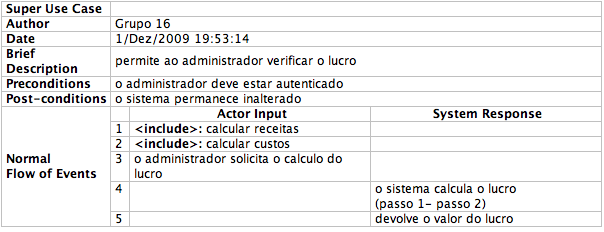 Super Use Case
Author Grupo 16
Date 1/Dez/2009 19:53:14
Brief
Description permite ao administrador verificar o lucro
Preconditions o administrador deve estar autenticado
Post-conditions o sistema permanece inalterado
Normal
Flow of Events
Actor Input System Response
1 <include>: calcular receitas
2 <include>: calcular custos
3 o administrador solicita o calculo do
lucro
4 o sistema calcula o lucro
(passo 1- passo 2)
5 devolve o valor do lucro